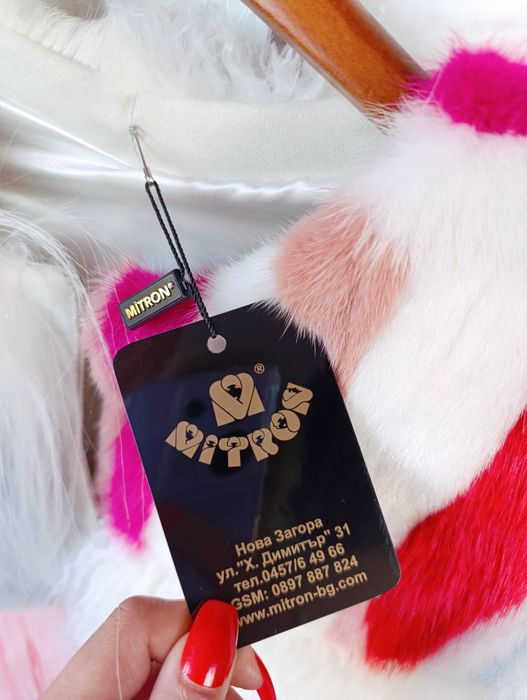 MiTRON®
M®
MiTRON
Нова Загора
ул."Х. Димитър" 31
тел.0457/6 49 66
GSM: 0897 887 824
www.mitron-bg.com